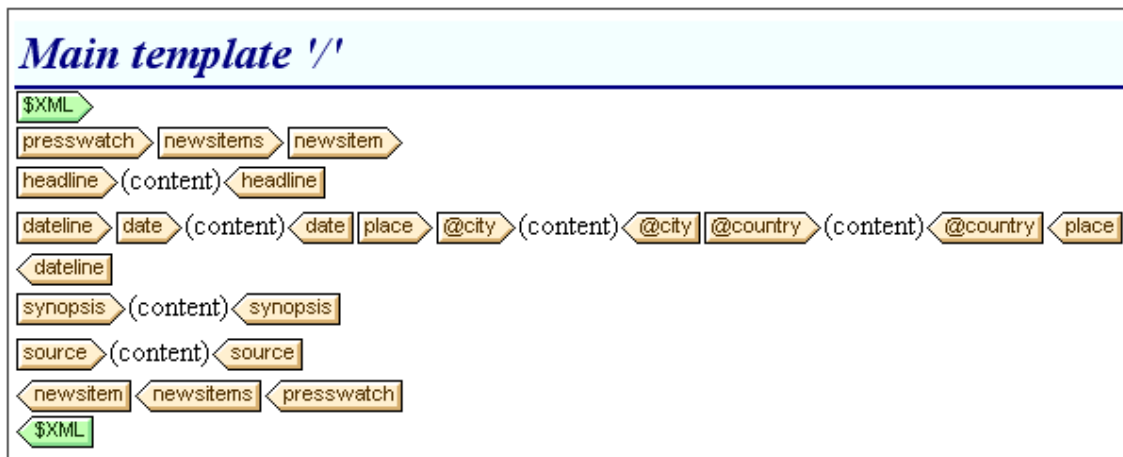 Main template '/'
$XML
presswatch newsitems newsitem
headline (content) headline
dateline date (content) date place @city (content) @city @country (content) @country place
dateline
synopsis (content) synopsis
source (content) source
newsitem newsitems presswatch
$XML